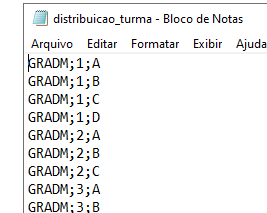 distribuicao_turma - Bloco de Notas
Arquivo Editar Formatar Exibir Ajuda
GRADM;1;A
GRADM;1;B
GRADM;1;C
GRADM;1;D
GRADM;2;A
GRADM;2;B
GRADM;2;C
GRADM;3;A
GRADM;3;B